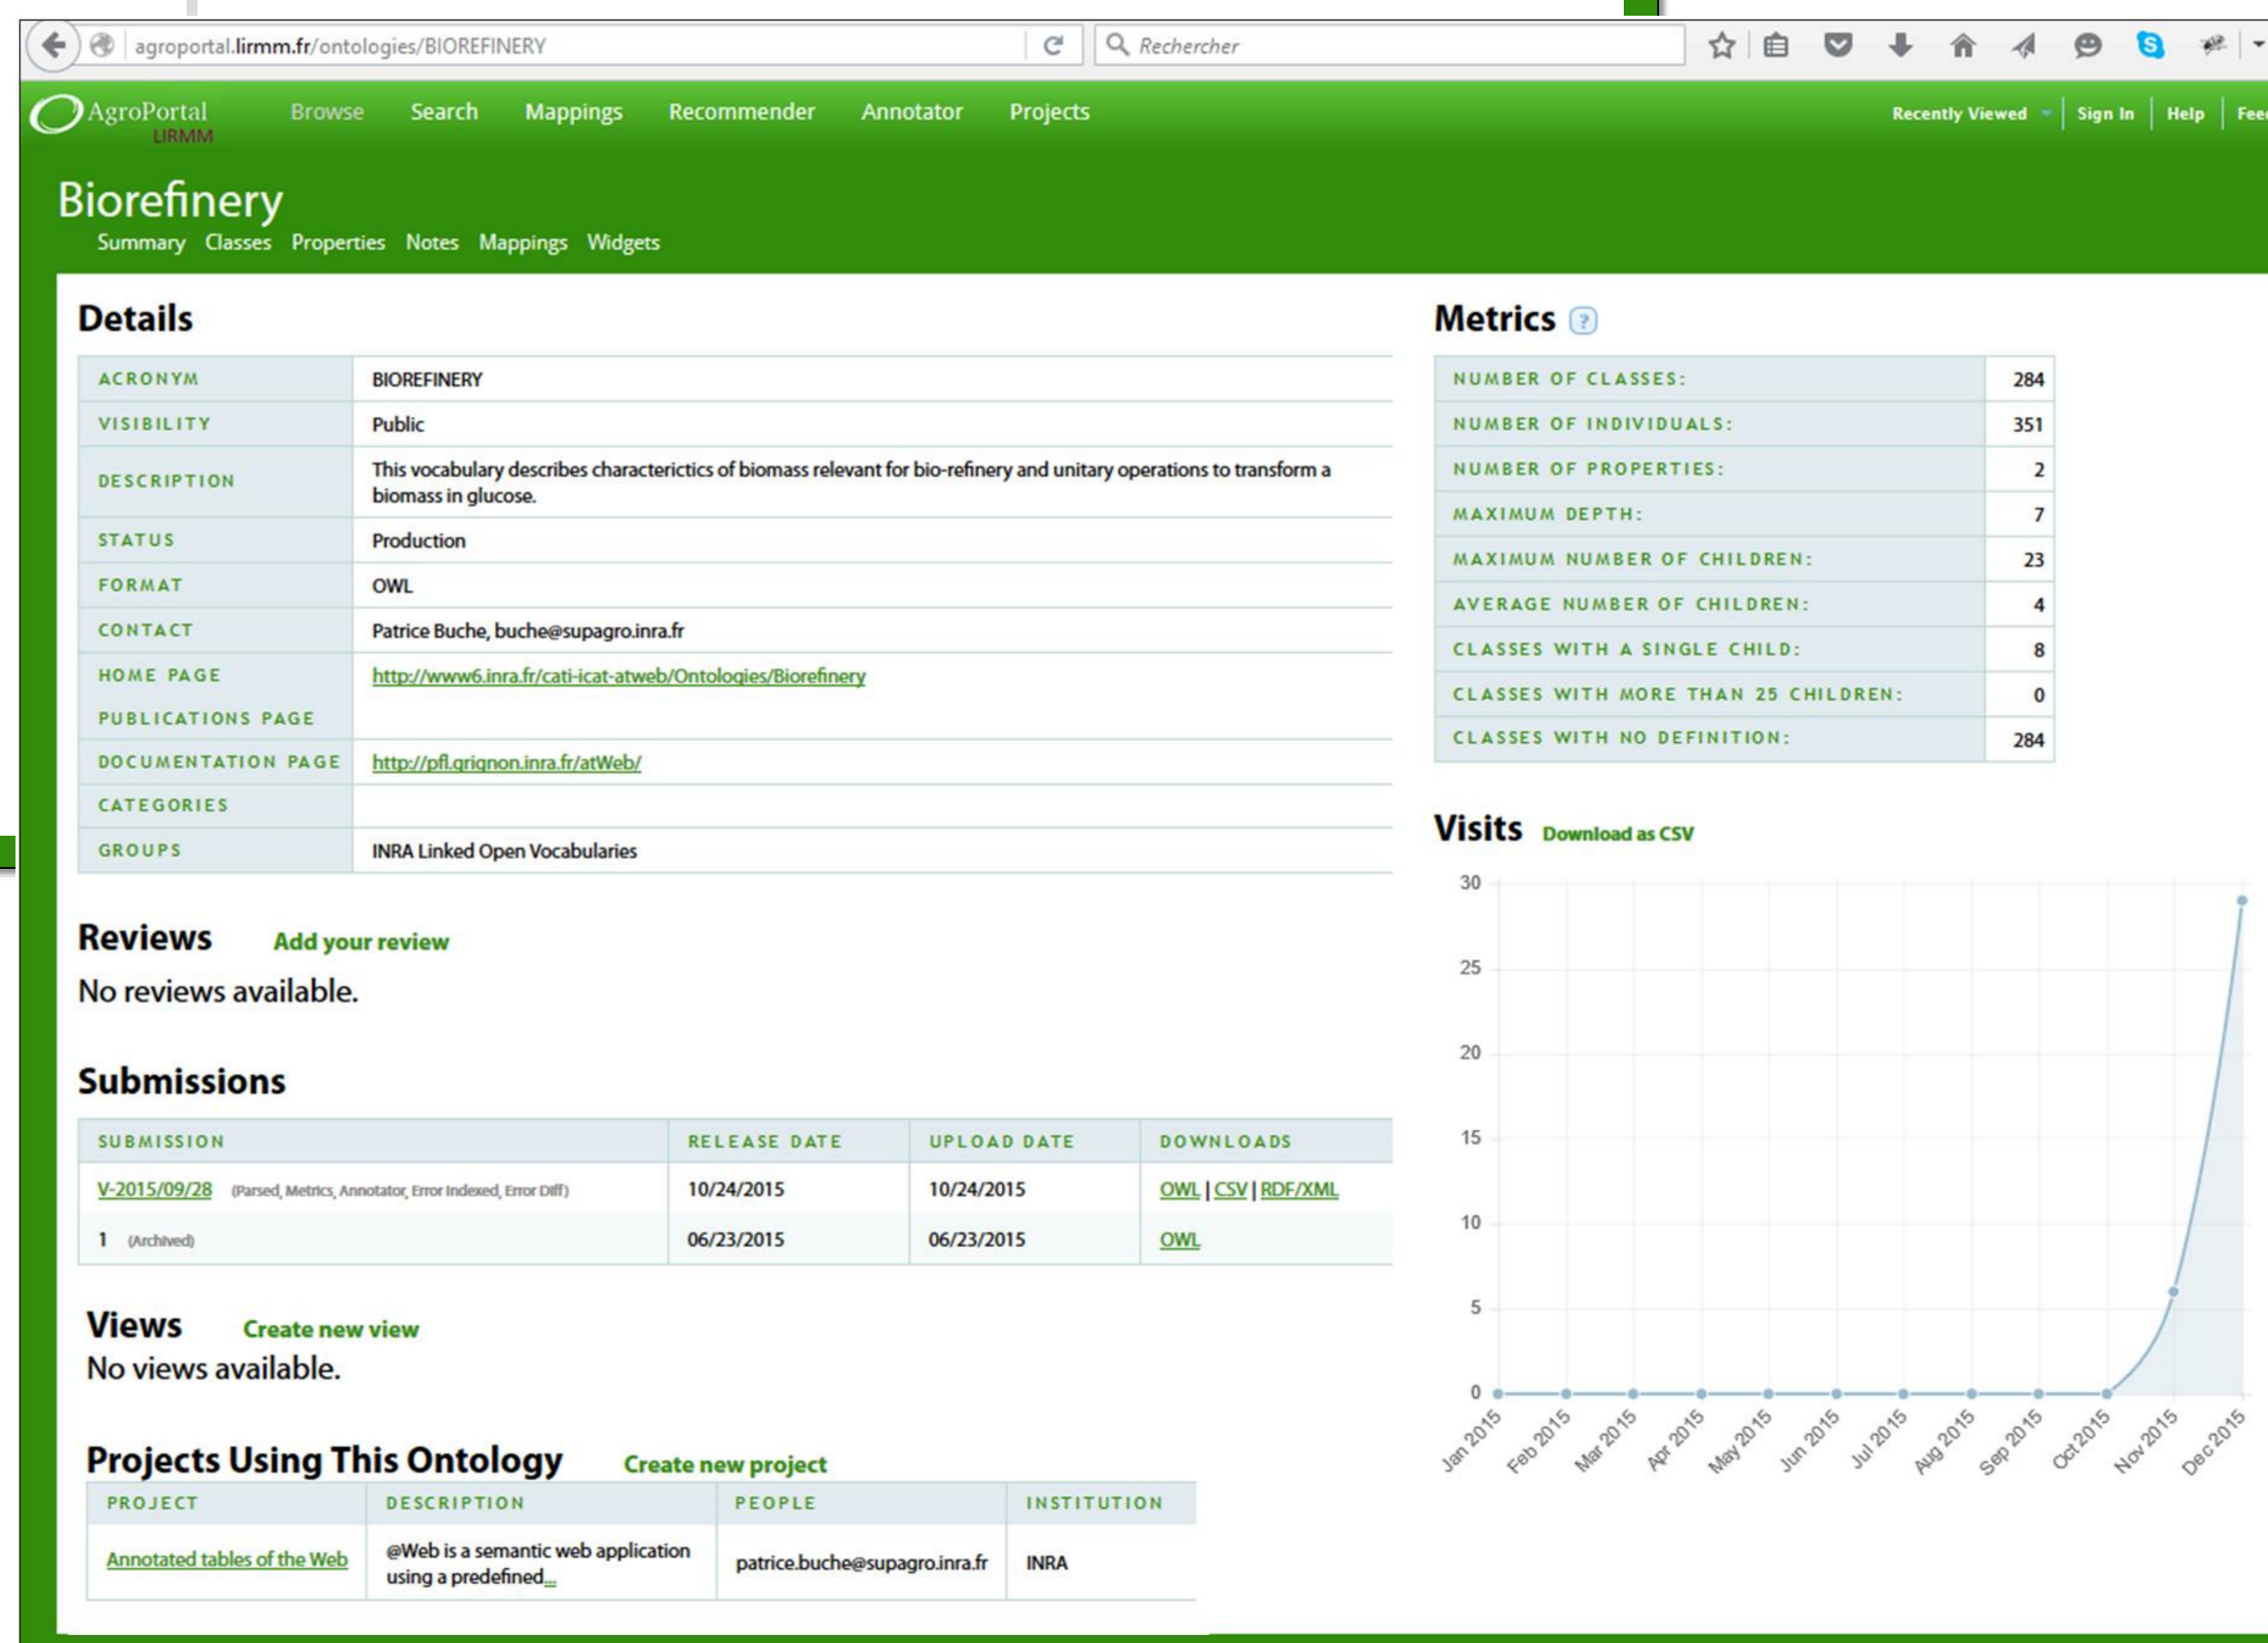 agroportal.lirmm.fr/ontologies/BIOREFINERY
Rechercher
AgroPortal
LIRMM
Browse Search Mappings Recommender Annotator Projects
Recently Viewed Sign In Help
Biorefinery
Summary Classes Properties Notes Mappings Widgets
Details
ACRONYM BIOREFINERY
VISIBILITY Public
DESCRIPTION This vocabulary describes characterictics of biomass relevant for bio-refinery and unitary operations to transform a
biomass in glucose.
STATUS Production
FORMAT OWL
CONTACT Patrice Buche, buche@supagro.inra.fr
HOME PAGE http://www6.inra.fr/cati-icat-atweb/Ontologies/Biorefinery
PUBLICATIONS PAGE
DOCUMENTATION PAGE http://pfl.grignon.inra.fr/atWeb/
CATEGORIES
GROUPS INRA Linked Open Vocabularies
Reviews Add your review
No reviews available.
Submissions
SUBMISSION RELEASE DATE UPLOAD DATE DOWNLOADS
V-2015/09/28 (Parsed, Metrics, Annotator, Error Indexed, Error Diff) 10/24/2015 10/24/2015 OWL | CSV | RDF/XML
1 (Archived) 06/23/2015 06/23/2015 OWL
Views Create new view
No views available.
Projects Using This Ontology Create new project
PROJECT DESCRIPTION PEOPLE INSTITUTION
Annotated tables of the Web @Web is a semantic web application
using a predefined... patrice.buche@supagro.inra.fr INRA
Metrics ?
NUMBER OF CLASSES: 284
NUMBER OF INDIVIDUALS: 351
NUMBER OF PROPERTIES: 2
MAXIMUM DEPTH: 7
MAXIMUM NUMBER OF CHILDREN: 23
AVERAGE NUMBER OF CHILDREN: 4
CLASSES WITH A SINGLE CHILD: 8
CLASSES WITH MORE THAN 25 CHILDREN: 0
CLASSES WITH NO DEFINITION: 284
Visits Download as CSV
30
25
20
15
10
5
0
Jan 2015 Feb 2015 Mar 2015 Apr 2015 May 2015 Jun 2015 Jul 2015 Aug 2015 Sep 2015 Oct 2015 Nov 2015 Dec 2015